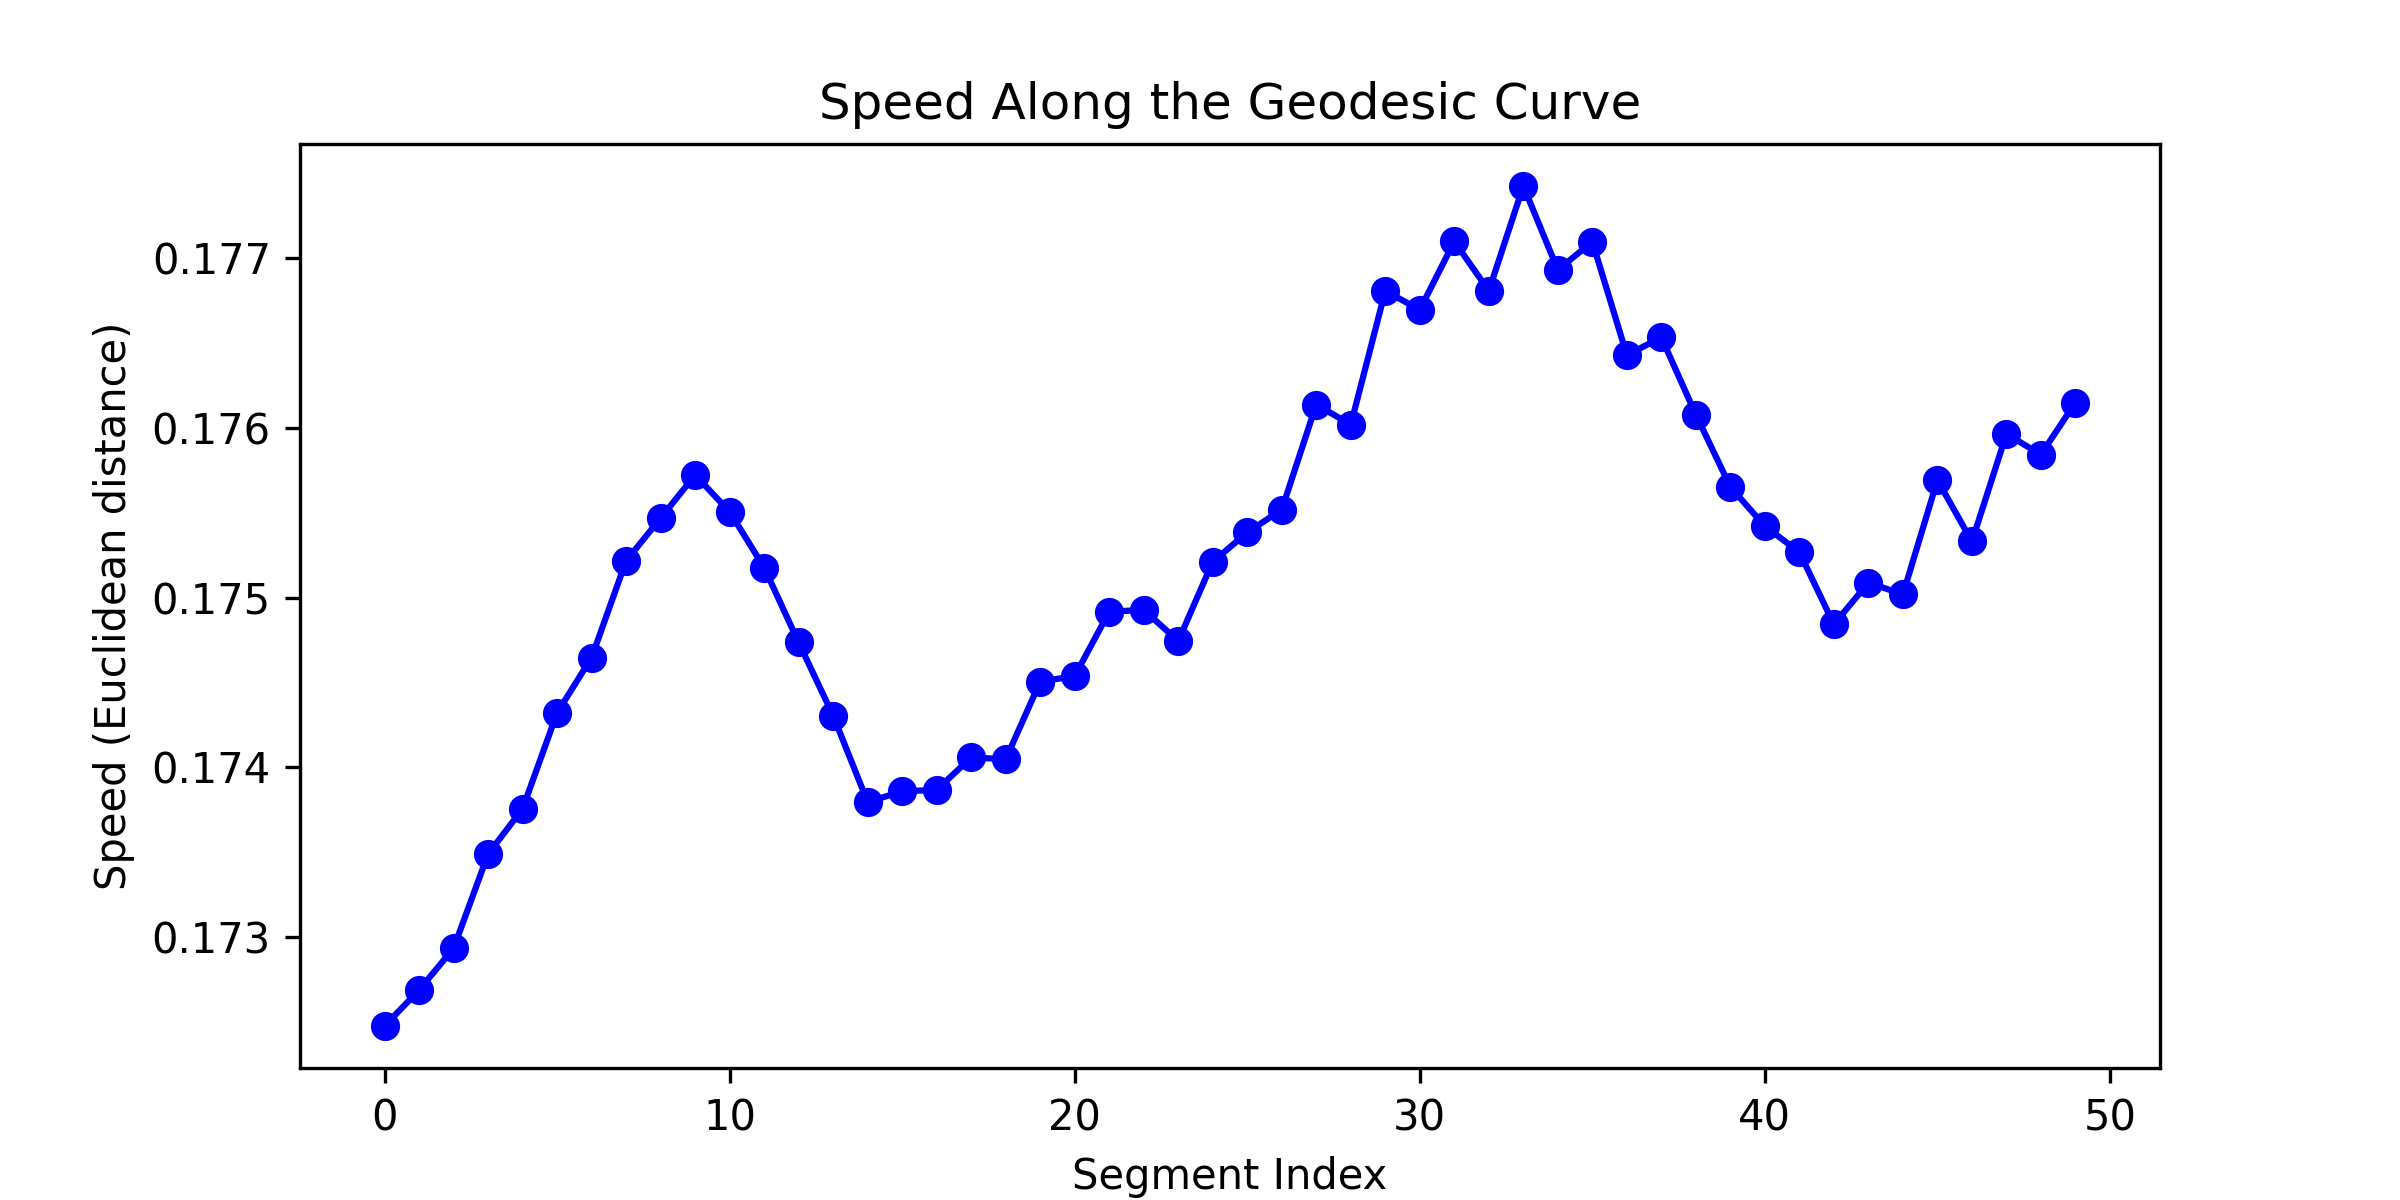 Speed Along the Geodesic Curve
Speed (Euclidean distance)
0.177
0.176
0.175
0.174
0.173
0 10 20 30 40 50
Segment Index